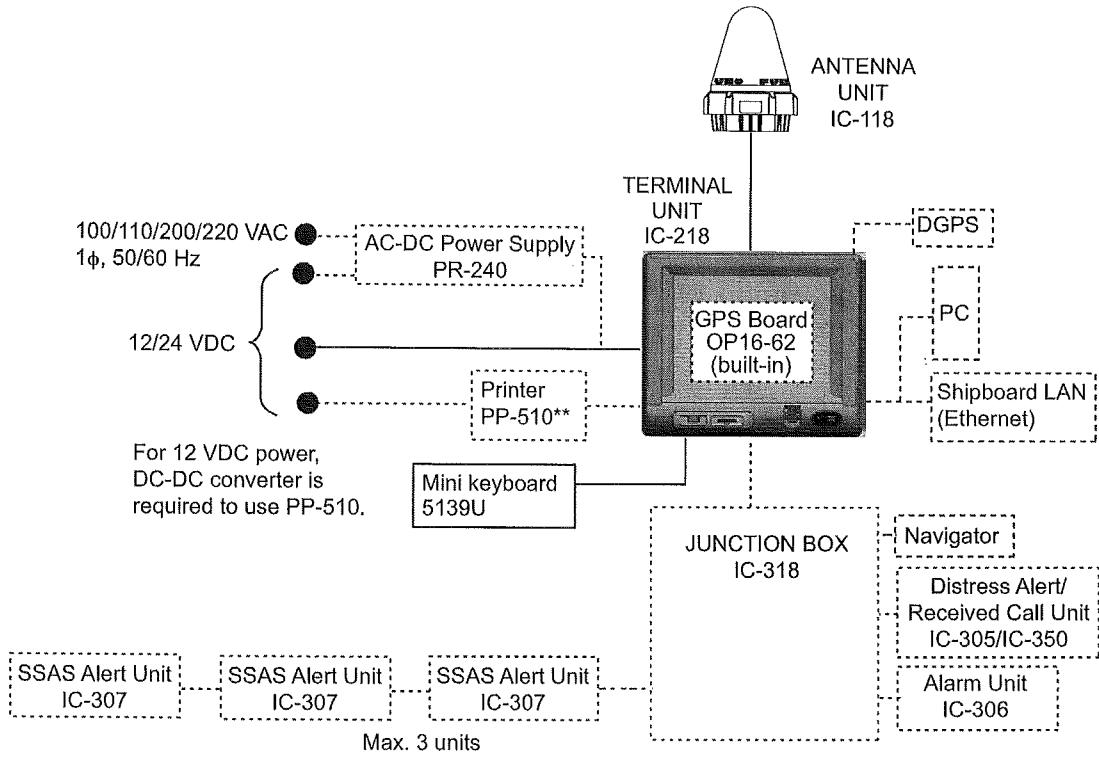 ANTENNA
UNIT
IC-118
TERMINAL
UNIT
IC-218
100/110/200/220 VAC
1ϕ, 50/60 Hz
AC-DC Power Supply
PR-240
DGPS
GPS Board
OP16-62
(built-in)
PC
12/24 VDC
Printer
PP-510**
Shipboard LAN
(Ethernet)
For 12 VDC power,
DC-DC converter is
required to use PP-510.
Mini keyboard
5139U
JUNCTION BOX
IC-318
Navigator
Distress Alert/
Received Call Unit
IC-305/IC-350
SSAS Alert Unit
IC-307
SSAS Alert Unit
IC-307
SSAS Alert Unit
IC-307
Alarm Unit
IC-306
Max. 3 units